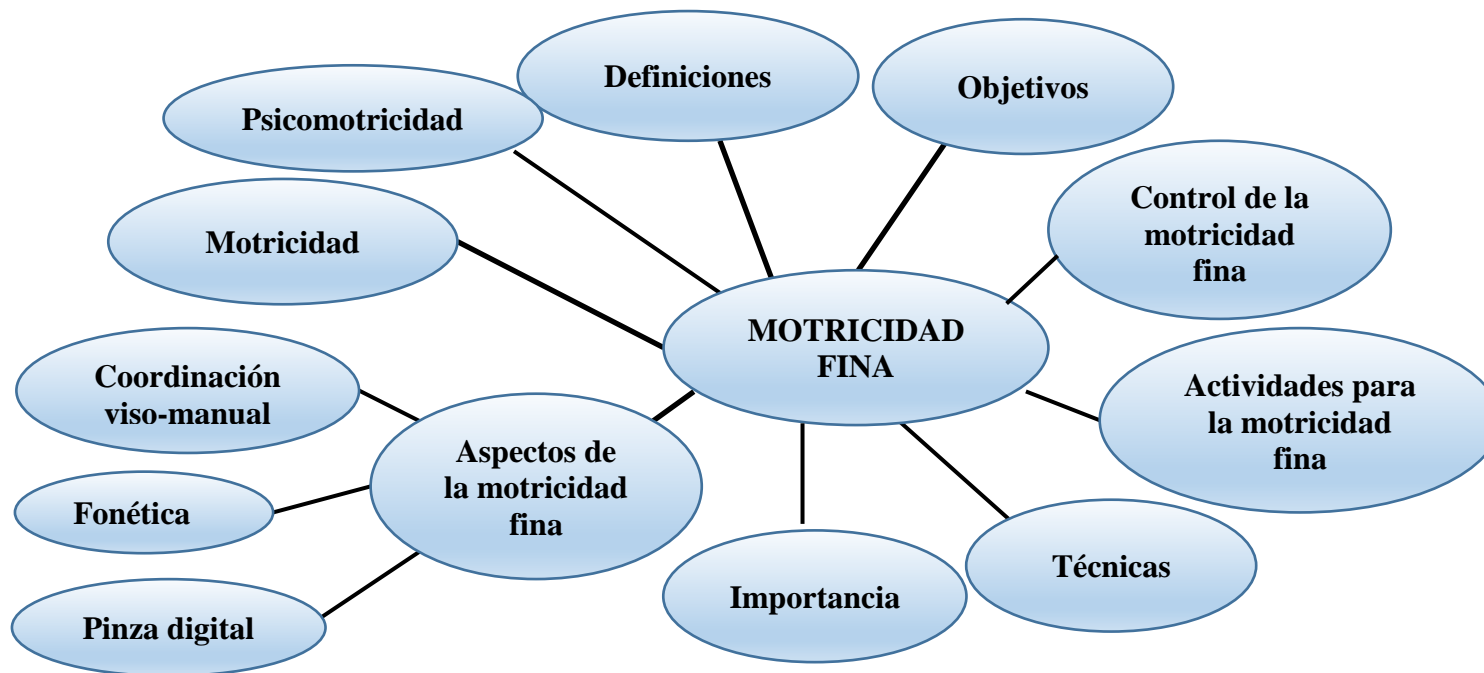 Definiciones
Objetivos
Psicomotricidad
Control de la
motricidad
fina
Motricidad
MOTRICIDAD
FINA
Coordinación
viso-manual
Actividades para
la motricidad
fina
Aspectos de
la motricidad
fina
Fonética
Técnicas
Importancia
Pinza digital